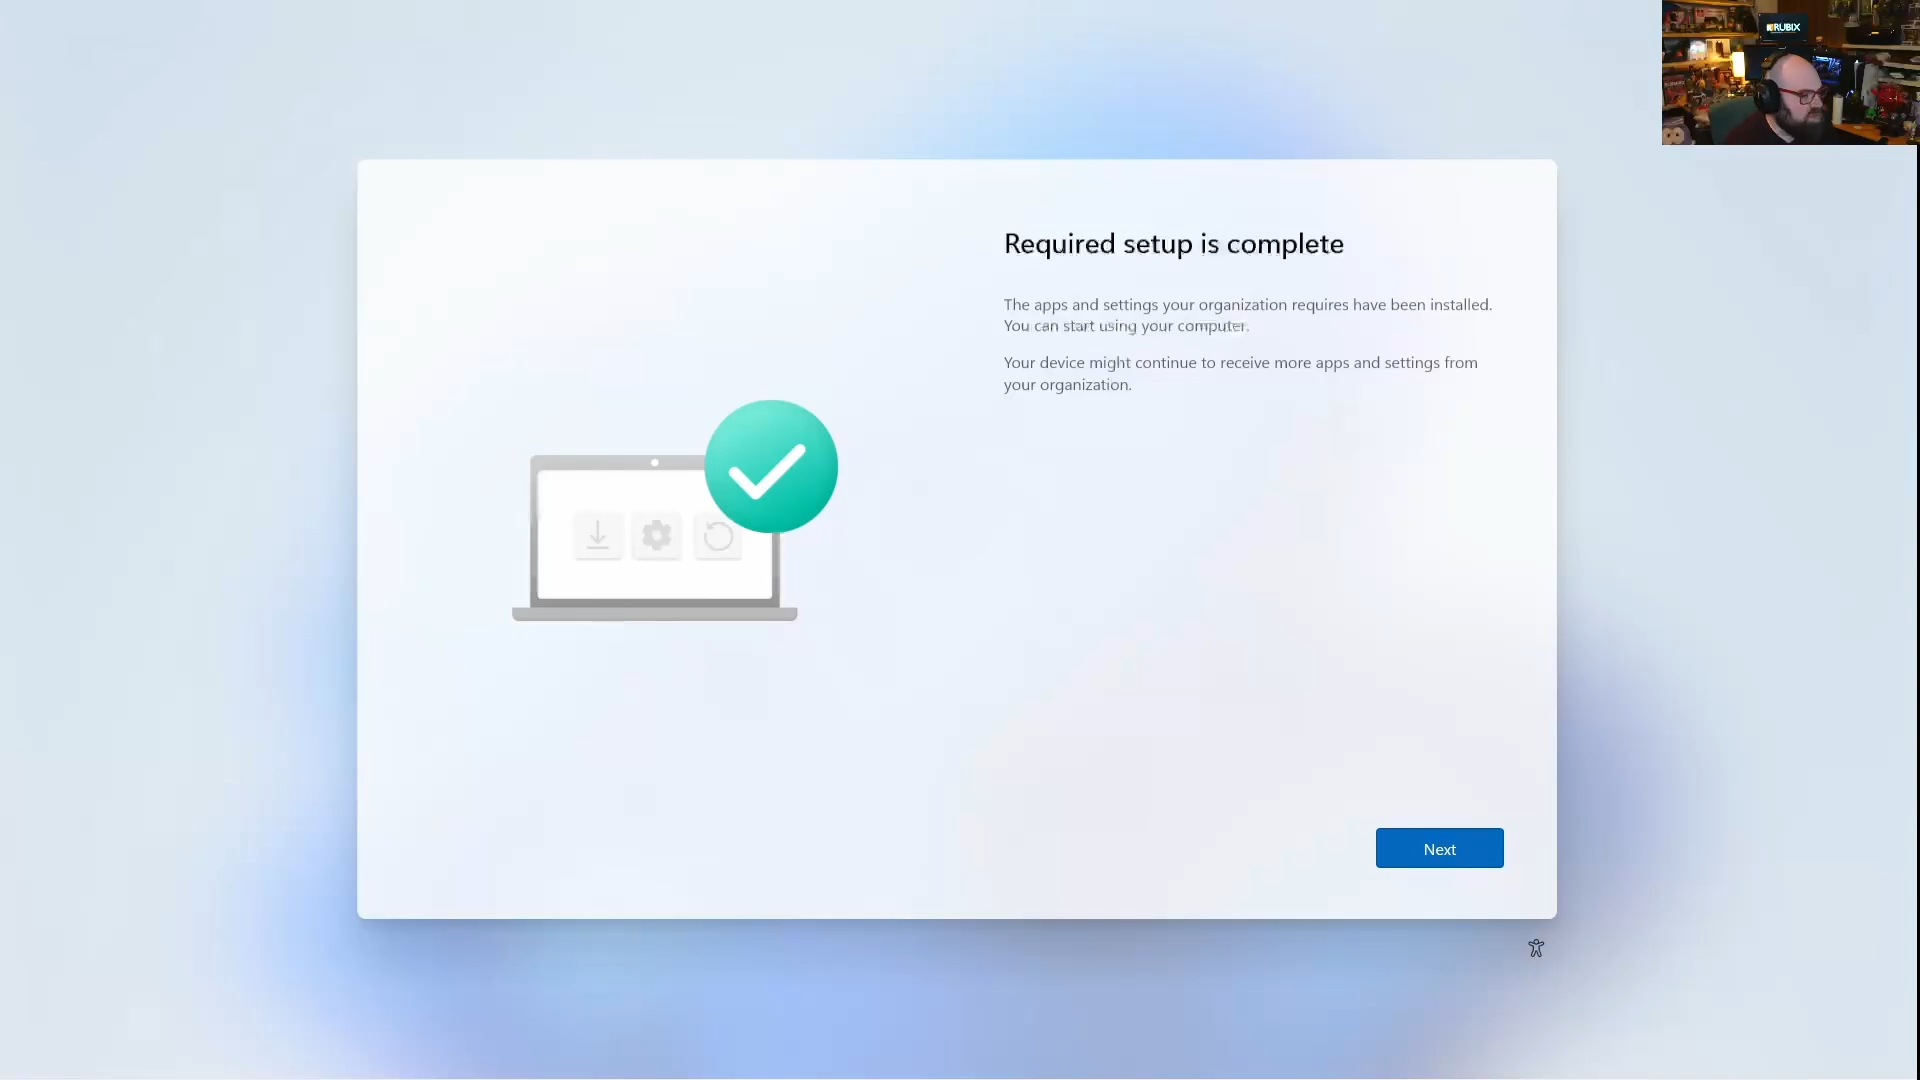 RUBIX
Required setup is complete
The apps and settings your organization requires have been installed.
You can start using your computer.
Your device might continue to receive more apps and settings from
your organization.
Next